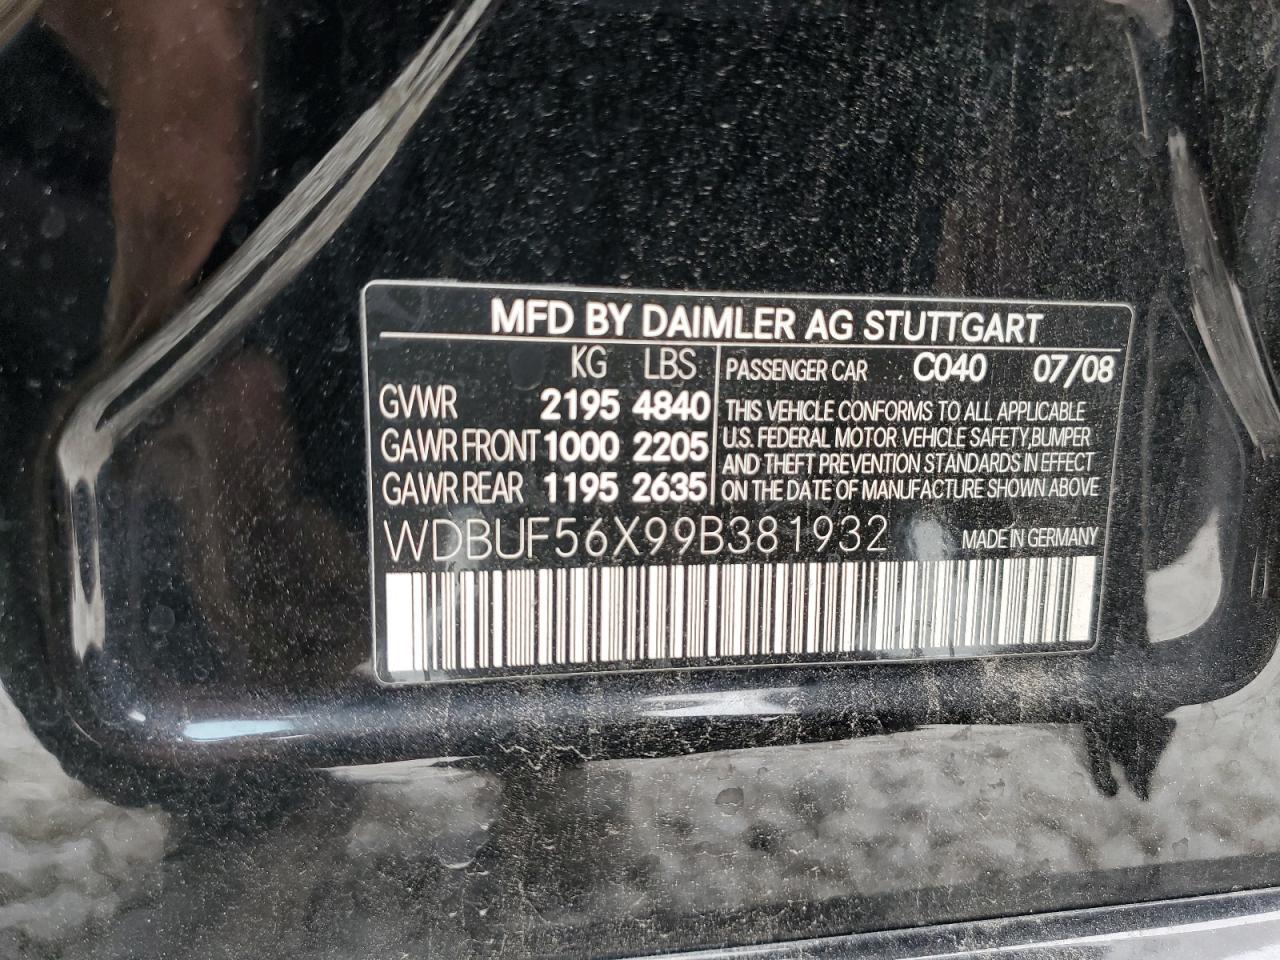 MFD BY DAIMLER AG STUTTGART
KG LBS
GVWR 2195 4840
GAWR FRONT 1000 2205
GAWR REAR 1195 2635
PASSENGER CAR C040 07/08
THIS VEHICLE CONFORMS TO ALL APPLICABLE
U.S. FEDERAL MOTOR VEHICLE SAFETY,BUMPER
AND THEFT PREVENTION STANDARDS IN EFFECT
ON THE DATE OF MANUFACTURE SHOWN ABOVE
WDBUF56X99B381932 MADE IN GERMANY